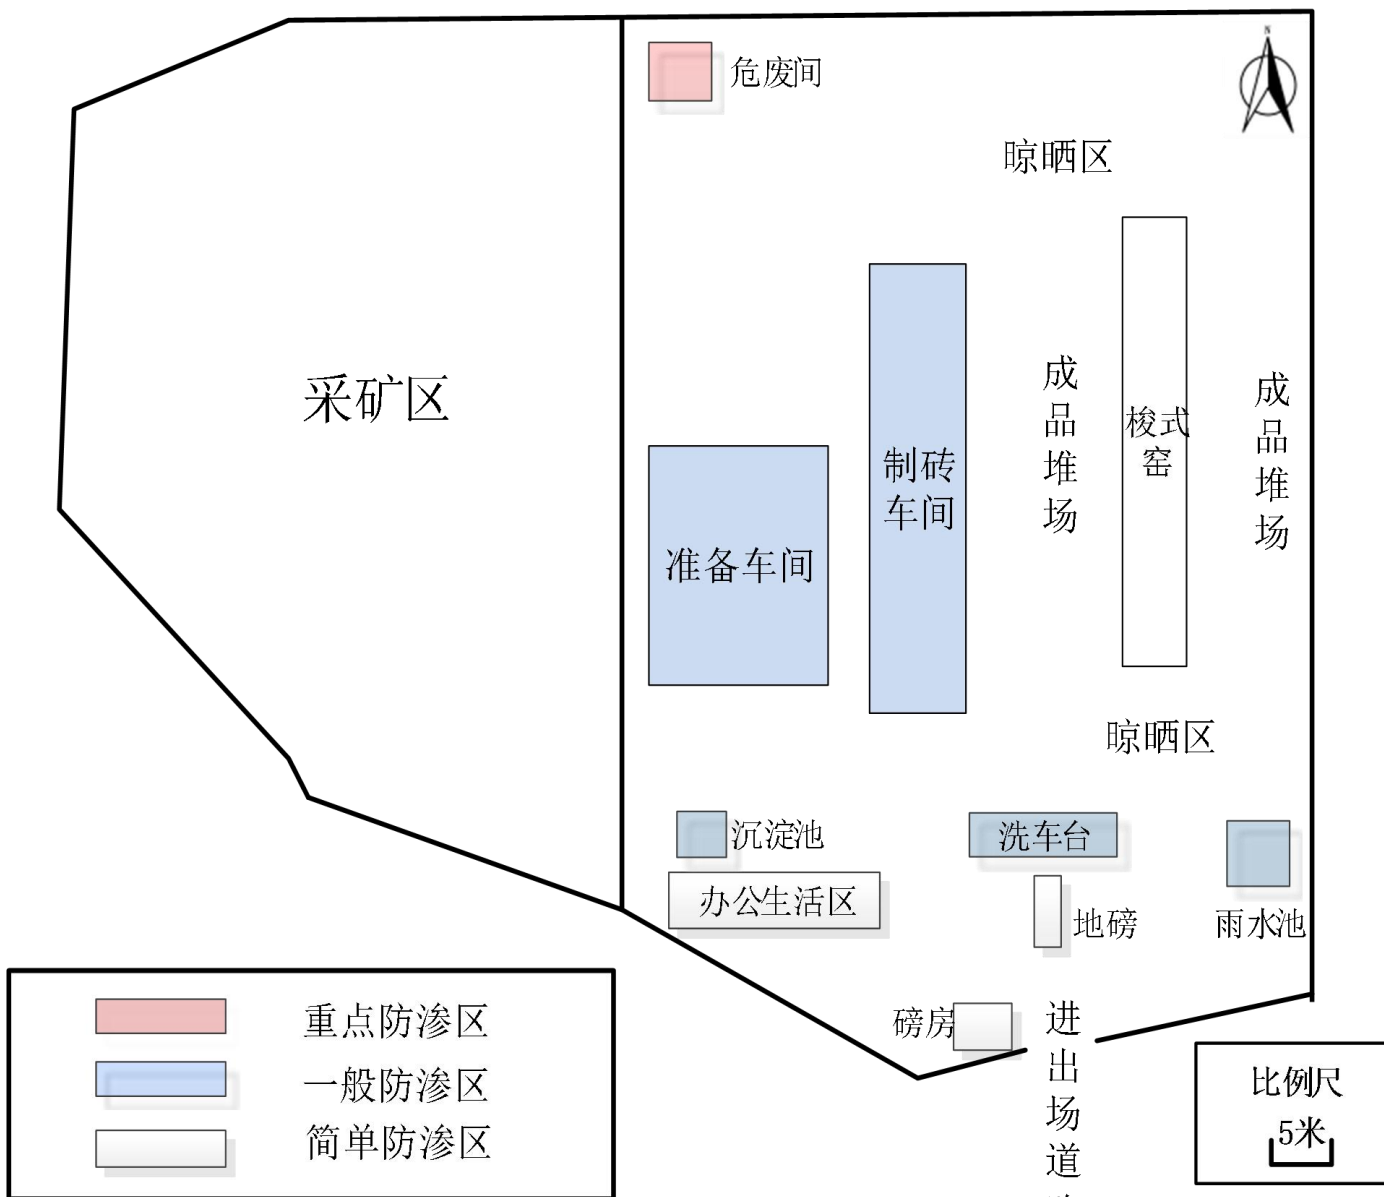 N
危废间
晾晒区
采矿区
成品堆场
梭式
窑
成品堆场
制砖
车间
准备车间
晾晒区
沉淀池
洗车台
办公生活区
地磅
雨水池
磅房
进出场道
重点防渗区
一般防渗区
简单防渗区
比例尺
5米